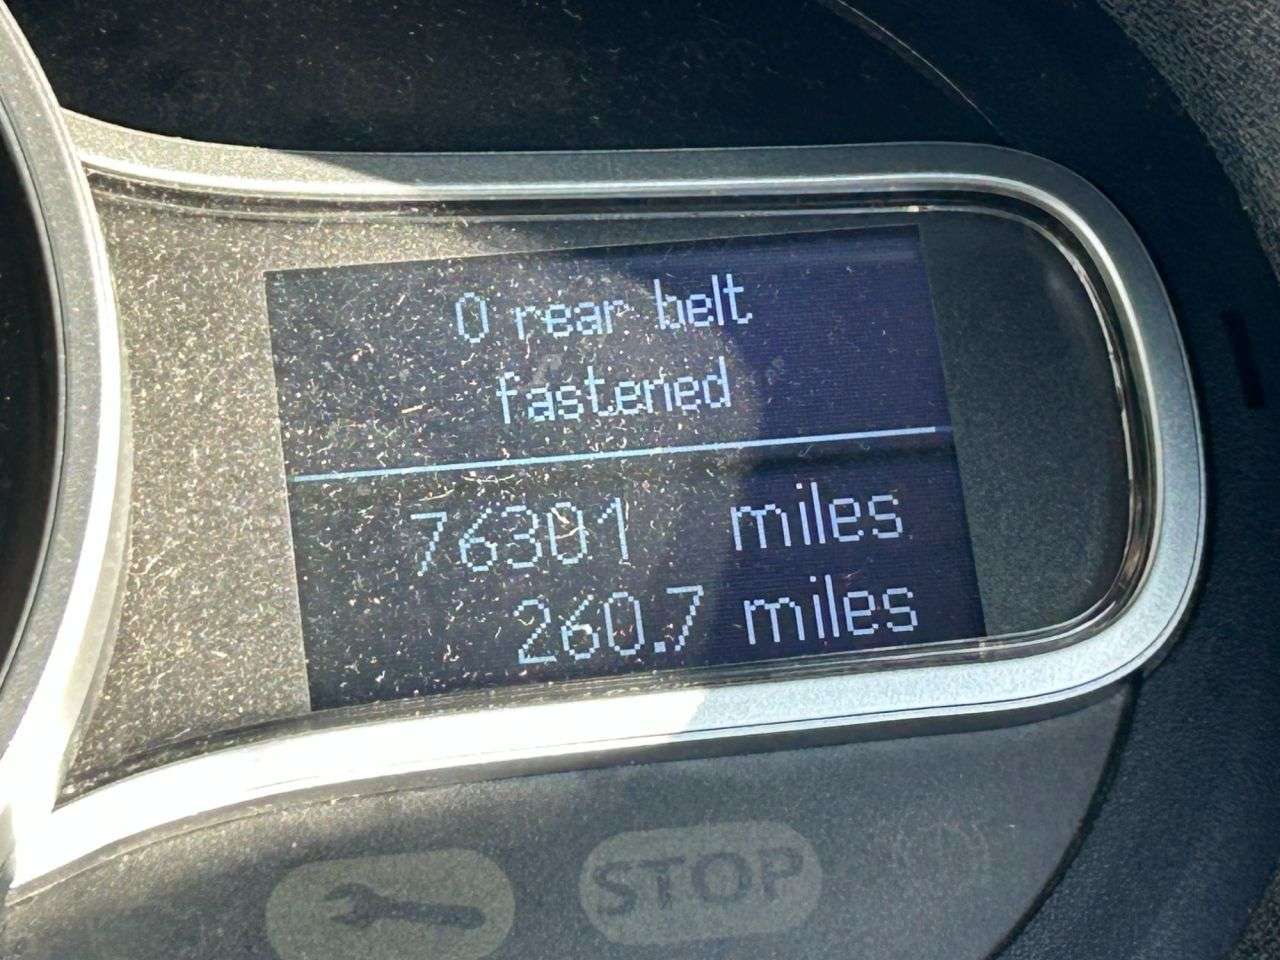 0 rear belt
fastened
76301 miles
260.7 miles
STOP